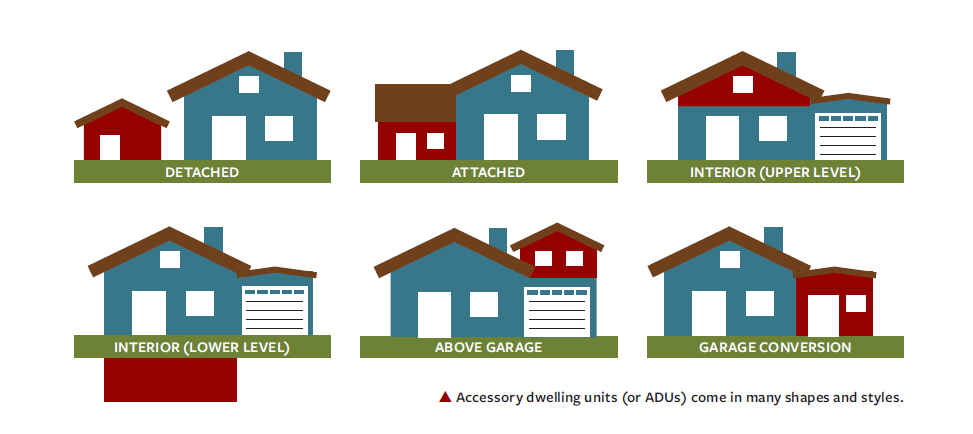 DETACHED
ATTACHED
INTERIOR (UPPER LEVEL)
INTERIOR (LOWER LEVEL)
ABOVE GARAGE
GARAGE CONVERSION
▲ Accessory dwelling units (or ADUs) come in many shapes and styles.